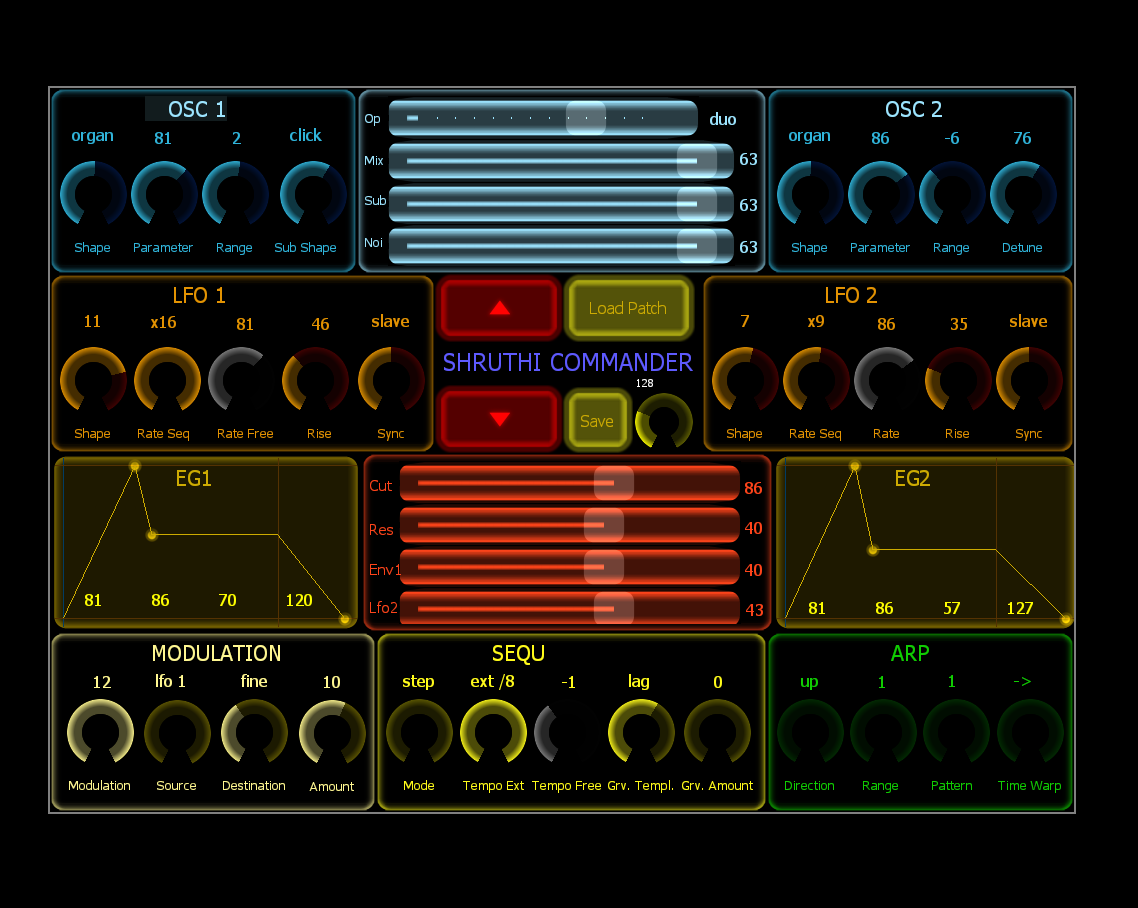 OSC 1
organ 81 2 click
Shape Parameter Range Sub Shape
Op duo
Mix 63
Sub 63
Noi 63
OSC 2
organ 86 -6 76
Shape Parameter Range Detune
LFO 1
11 x16 81 46 slave
Shape Rate Seq Rate Free Rise Sync
Load Patch
SHRUTHI COMMANDER
128
Save
LFO 2
7 x9 86 35 slave
Shape Rate Seq Rate Rise Sync
EG1
81 86 70 120
Cut 86
Res 40
Env1 40
Lfo2 43
EG2
81 86 57 127
MODULATION
12 lfo 1 fine 10
Modulation Source Destination Amount
SEQU
step ext /8 -1 lag 0
Mode Tempo Ext Tempo Free Grv. Templ. Grv. Amount
ARP
up 1 1 ->
Direction Range Pattern Time Warp